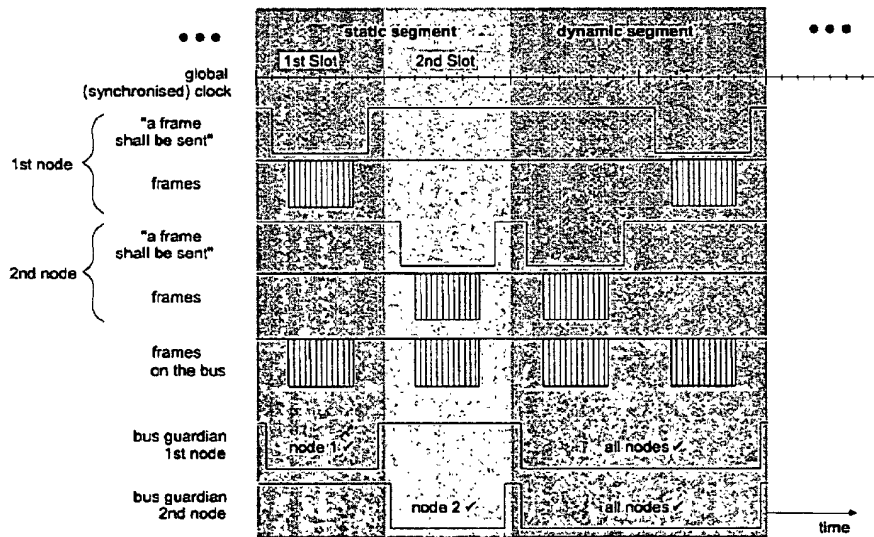 static segment
dynamic segment
1st Slot
2nd Slot
global
(synchronised) clock
1st node
"a frame
shall be sent"
frames
2nd node
"a frame
shall be sent"
frames
frames
on the bus
bus guardian
1st node
node 1 ✓
all nodes ✓
bus guardian
2nd node
node 2 ✓
all nodes ✓
time